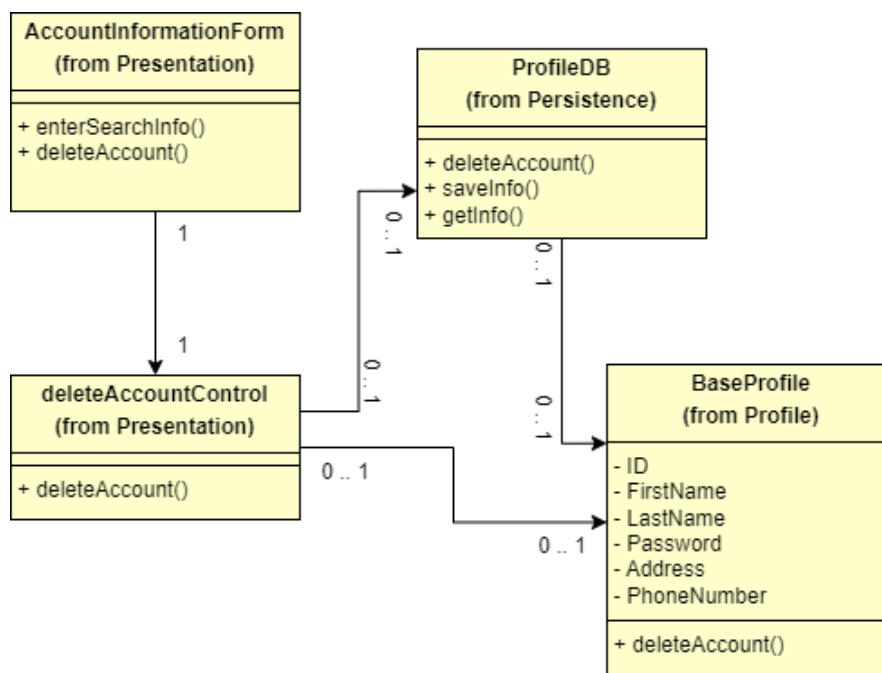 AccountInformationForm
(from Presentation)
+ enterSearchInfo()
+ deleteAccount()
1
1
ProfileDB
(from Persistence)
+ deleteAccount()
+ saveInfo()
+ getInfo()
0 .. 1
0 .. 1
0 .. 1
0 .. 1
deleteAccountControl
(from Presentation)
+ deleteAccount()
0 .. 1
0 .. 1
BaseProfile
(from Profile)
- ID
- FirstName
- LastName
- Password
- Address
- PhoneNumber
+ deleteAccount()